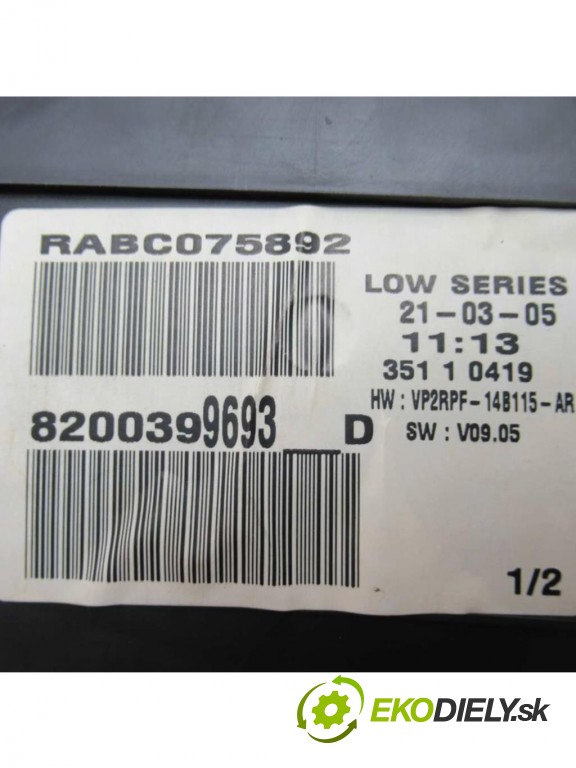 RABC075892
LOW SERIES
21-03-05
11:13
351 1 0419
HW : VP2RPF-14B115-AR
8200399693___D
SW : V09.05
1/2
EKODIELY.sk